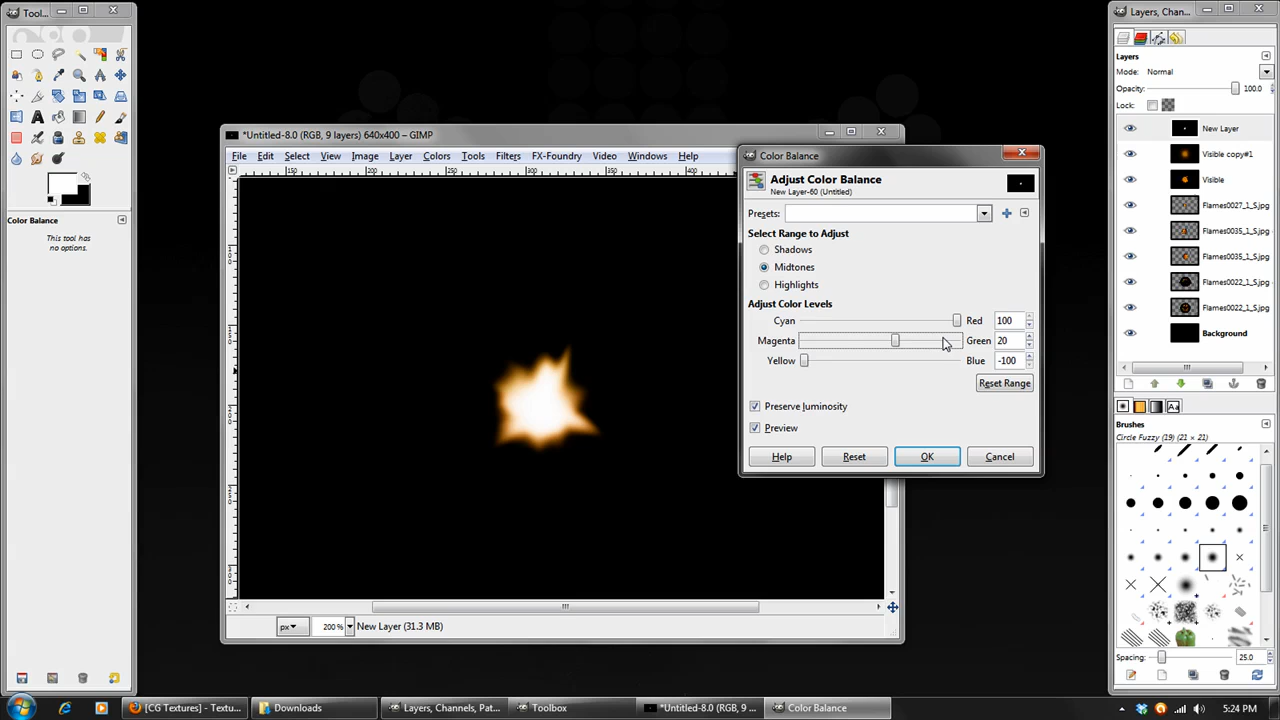 Tool...
Layers, Chan...
Layers
Mode: Normal
Opacity: 100.0
Lock:
New Layer
Visible copy#1
Visible
Flames0027_1_S.jpg
Flames0035_1_S.jpg
Flames0035_1_S.jpg
Flames0022_1_S.jpg
Flames0022_1_S.jpg
Background
Color Balance
This tool has
no options.
*Untitled-8.0 (RGB, 9 layers) 640x400 – GIMP
File Edit Select View Image Layer Colors Tools Filters FX-Foundry Video Windows Help
150 200 250 300 350
px 200% New Layer (31.3 MB)
Color Balance
Adjust Color Balance
New Layer-60 (Untitled)
Presets:
Select Range to Adjust
Shadows
Midtones
Highlights
Adjust Color Levels
Cyan Red 100
Magenta Green 20
Yellow Blue -100
Reset Range
Preserve Luminosity
Preview
Help Reset OK Cancel
Brushes
Circle Fuzzy (19) (21 × 21)
Spacing: 25.0
[CG Textures] - Textu...
Downloads
Layers, Channels, Pat...
Toolbox
*Untitled-8.0 (RGB, 9 ...
Color Balance
5:24 PM